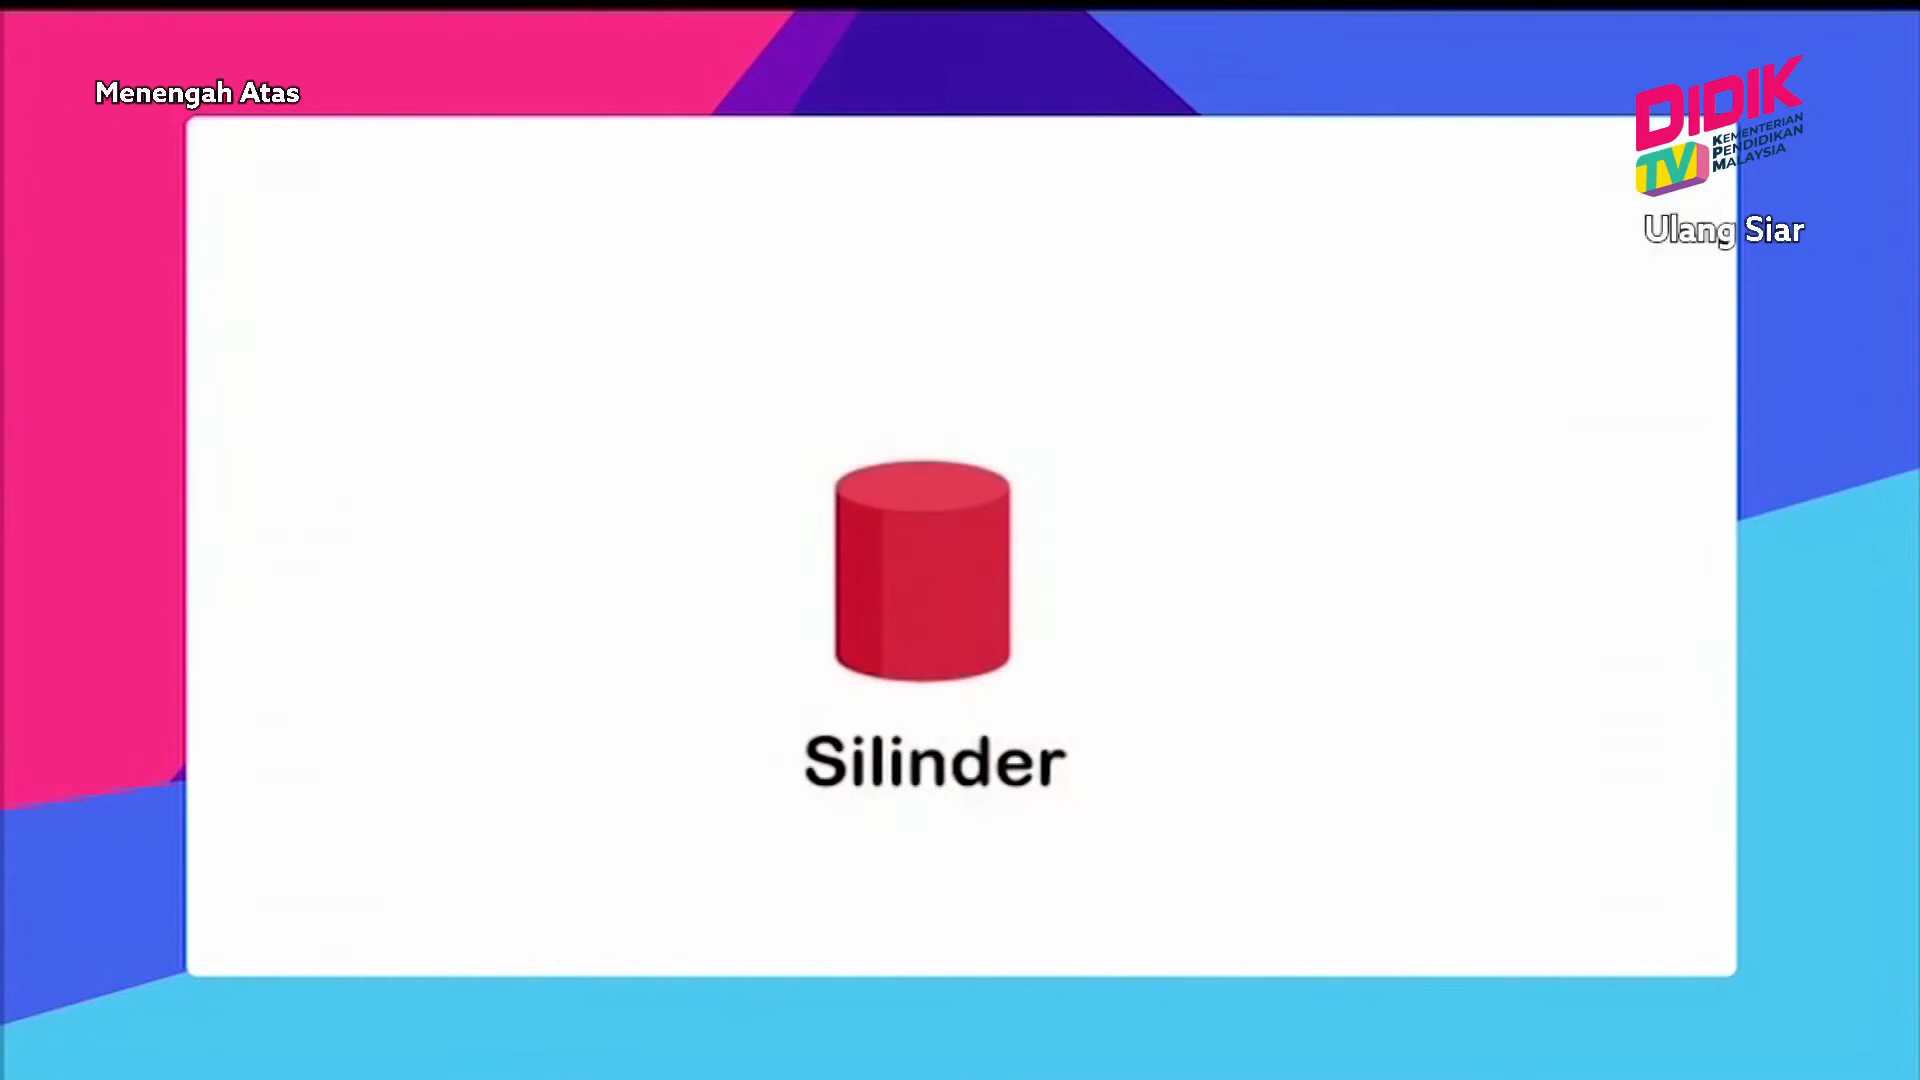 Menengah Atas
DIDIK
TV
KEMENTERIAN
PENDIDIKAN
MALAYSIA
Ulang Siar
Silinder